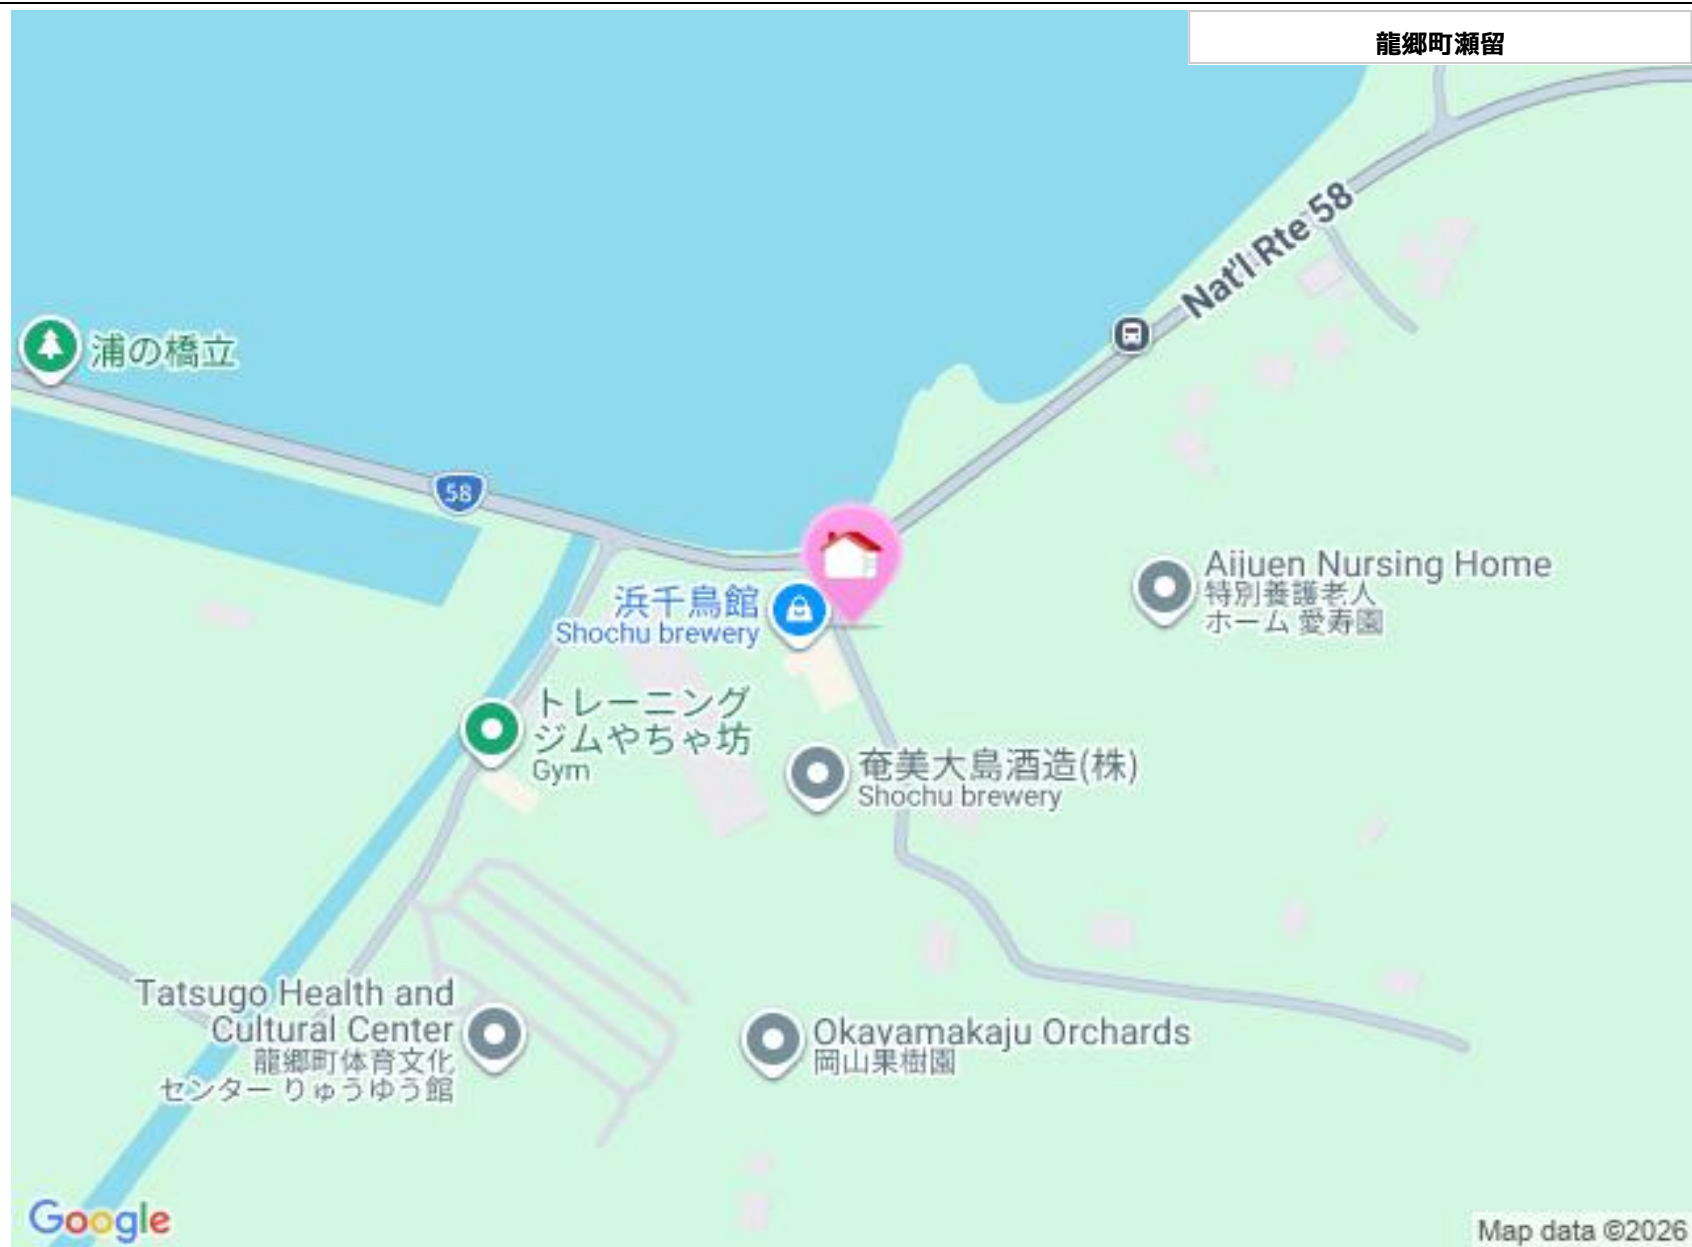 龍郷町瀬留
Nat'l Rte 58
浦の橋立
58
Aijuen Nursing Home
特別養護老人
ホーム 愛寿園
浜千鳥館
Shochu brewery
トレーニング
ジムやちゃ坊
Gym
奄美大島酒造(株)
Shochu brewery
Tatsugo Health and
Cultural Center
龍郷町体育文化
センター りゅうゆう館
Okayamakaju Orchards
岡山果樹園
Google
Map data ©2026